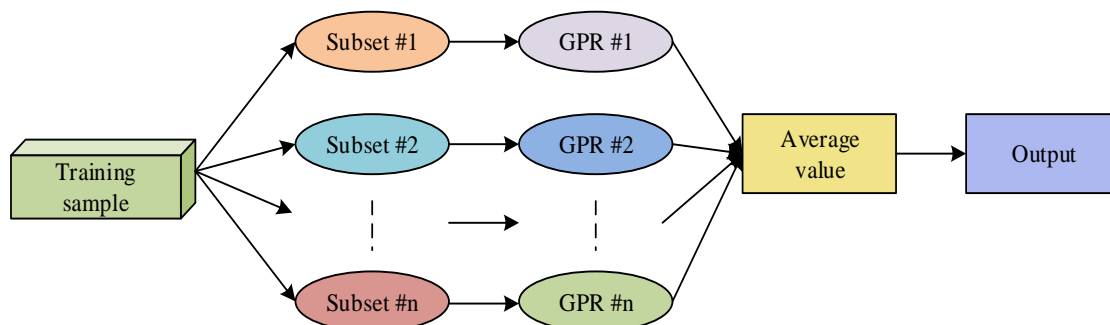 Subset #1
GPR #1
Subset #2
GPR #2
Training
sample
Average
value
Output
Subset #n
GPR #n